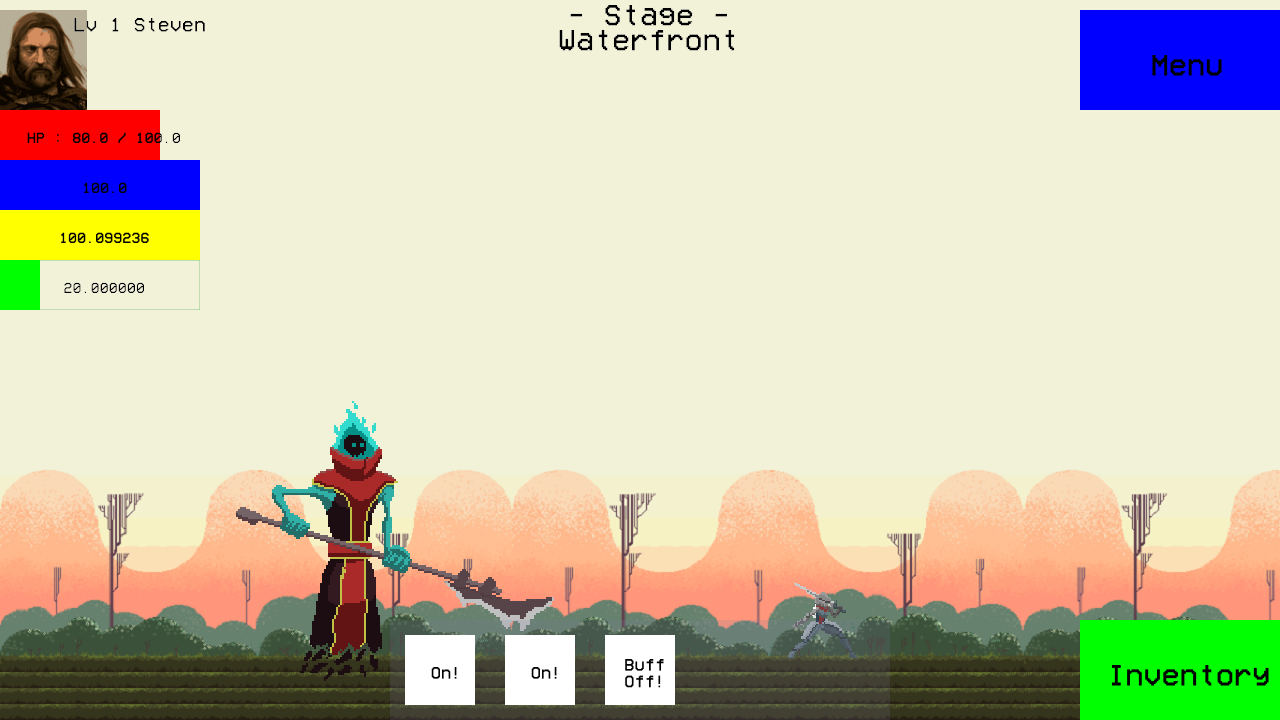 Lv 1 Steven
- Stage -
Waterfront
Menu
HP : 80.0 / 100.0
100.0
100.099236
20.000000
On!
On!
Buff
Off!
Inventory